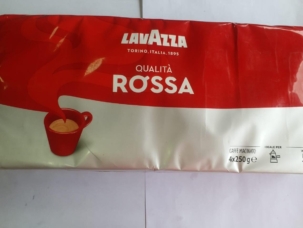 LAVAZZA
TORINO, ITALIA, 1895
QUALITÀ
ROSSA
4x250g e